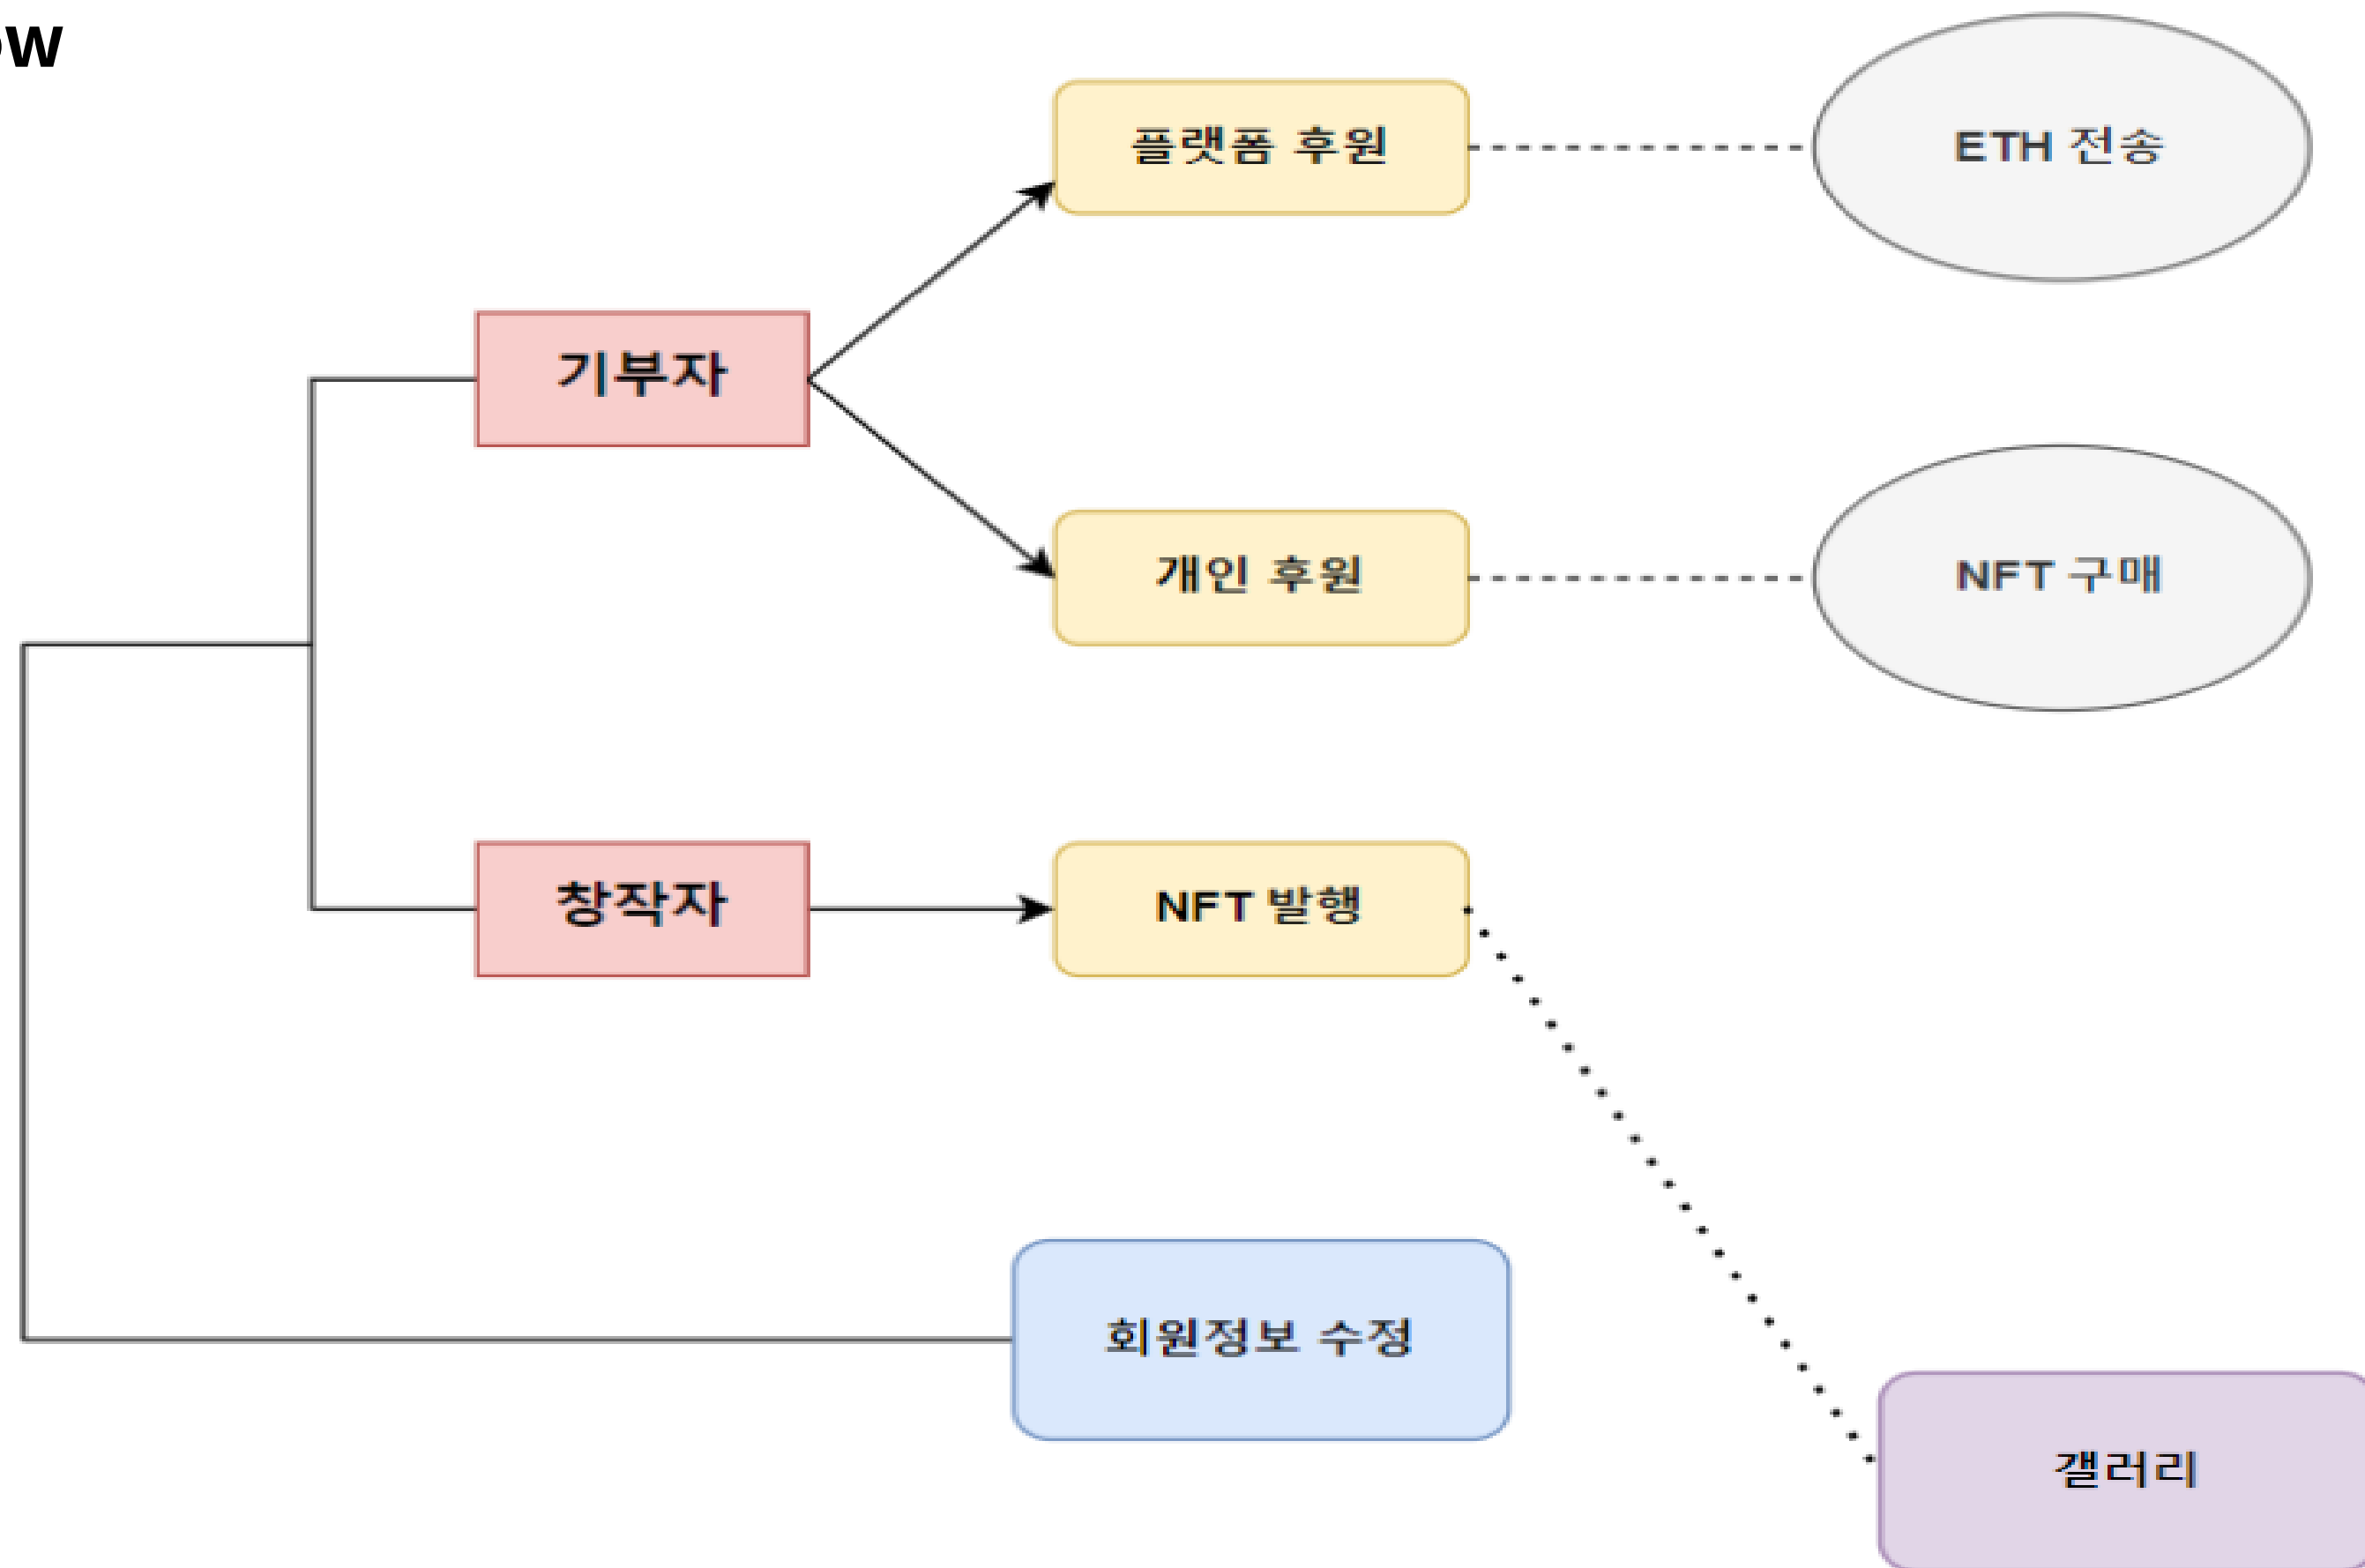 ow
플랫폼 후원
ETH 전송
기부자
개인 후원
NFT 구매
창작자
NFT 발행
회원정보 수정
갤러리